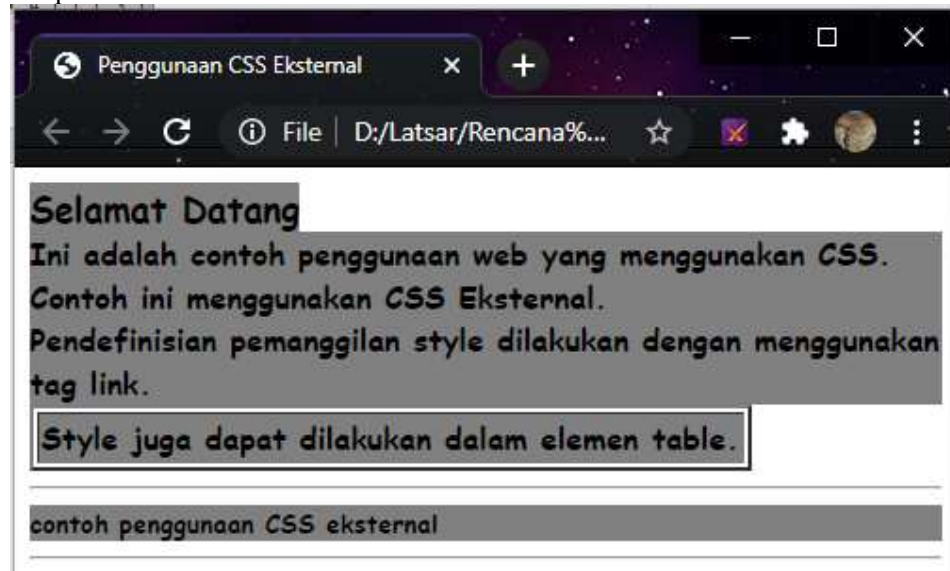 Penggunaan CSS Eksternal
File | D:/Latsar/Rencana%...
Selamat Datang
Ini adalah contoh penggunaan web yang menggunakan CSS.
Contoh ini menggunakan CSS Eksternal.
Pendefinisian pemanggilan style dilakukan dengan menggunakan
tag link.
Style juga dapat dilakukan dalam elemen table.
contoh penggunaan CSS eksternal